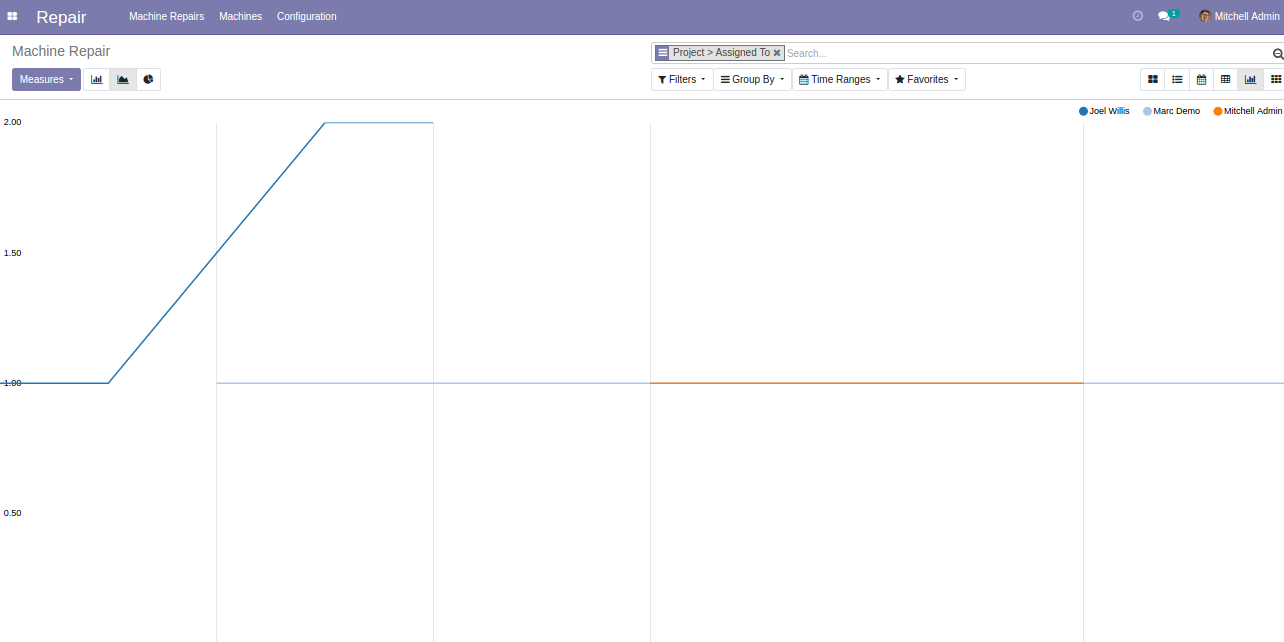 Repair Machine Repairs Machines Configuration 1 Mitchell Admin
Machine Repair
Project > Assigned To Search...
Measures
Filters Group By Time Ranges Favorites
Joel Willis Marc Demo Mitchell Admin
2.00
1.50
1.00
0.50